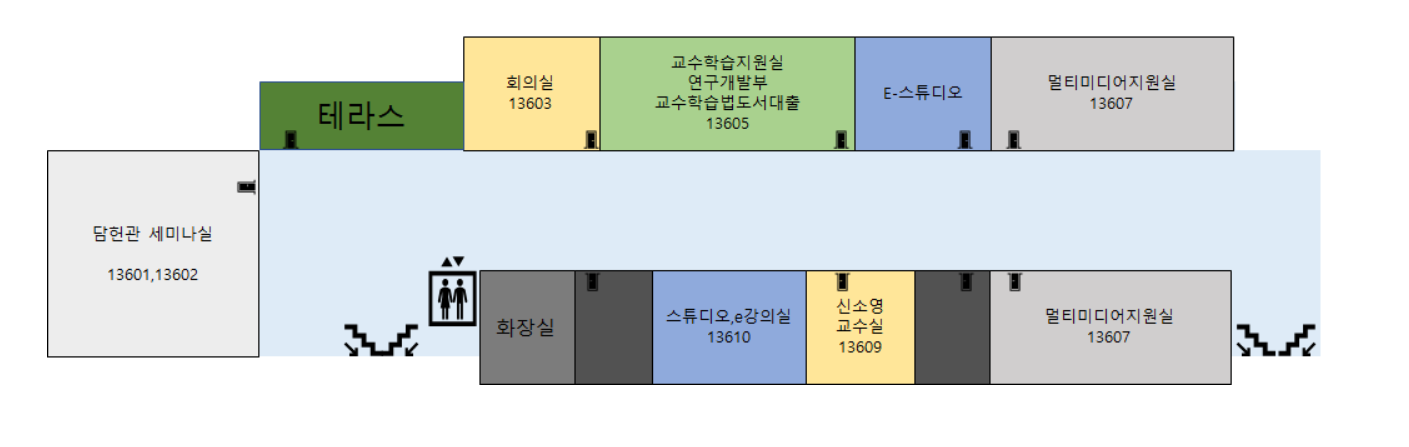 테라스
회의실
13603
교수학습지원실
연구개발부
교수학습법도서대출
13605
E-스튜디오
멀티미디어지원실
13607
담헌관 세미나실
13601,13602
화장실
스튜디오,e강의실
13610
신소영
교수실
13609
멀티미디어지원실
13607